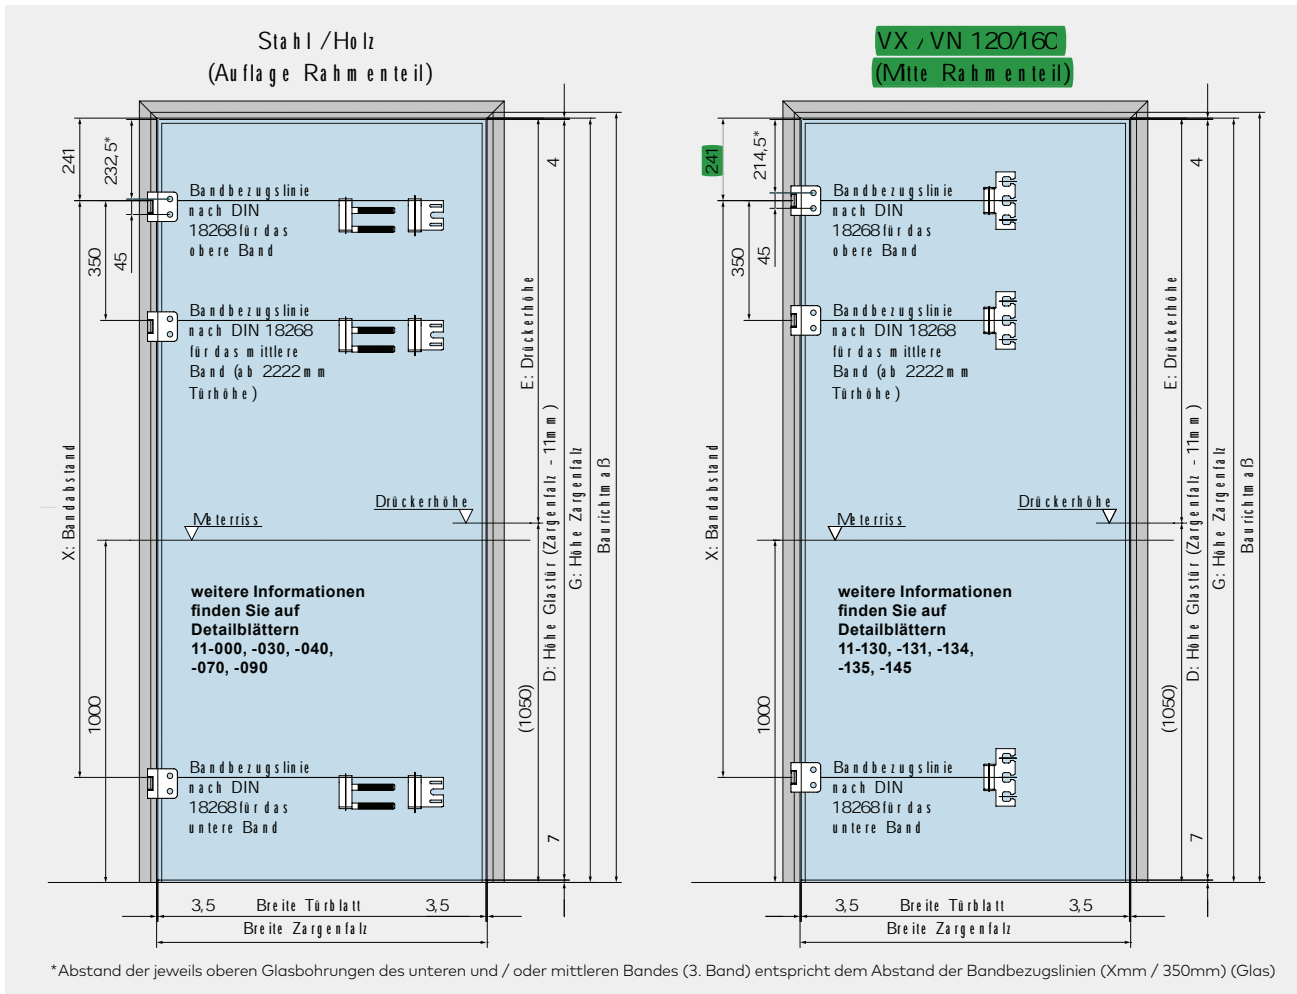 Stahl / Holz
(Auflage Rahmenteil)
241
232,5*
350
45
Bandbezugslinie
nach DIN
18268 für das
obere Band
Bandbezugslinie
nach DIN 18268
für das mittlere
Band (ab 2222mm
Türhöhe)
X: Bandabstand
Meterriss
Drückerhöhe
weitere Informationen
finden Sie auf
Detailblättern
11-000, -030, -040,
-070, -090
1000
Bandbezugslinie
nach DIN
18268 für das
untere Band
4
E: Drückerhöhe
(1050)
D: Höhe Glastür (Zargenfalz - 11mm)
G: Höhe Zargenfalz
Baurichtmaß
7
3,5 Breite Türblatt 3,5
Breite Zargenfalz
VX / VN 120/160
(Mitte Rahmenteil)
241
214,5*
350
45
Bandbezugslinie
nach DIN
18268 für das
obere Band
Bandbezugslinie
nach DIN 18268
für das mittlere
Band (ab 2222mm
Türhöhe)
X: Bandabstand
Meterriss
Drückerhöhe
weitere Informationen
finden Sie auf
Detailblättern
11-130, -131, -134,
-135, -145
1000
Bandbezugslinie
nach DIN
18268 für das
untere Band
4
E: Drückerhöhe
(1050)
D: Höhe Glastür (Zargenfalz - 11mm)
G: Höhe Zargenfalz
Baurichtmaß
7
3,5 Breite Türblatt 3,5
Breite Zargenfalz
*Abstand der jeweils oberen Glasbohrungen des unteren und / oder mittleren Bandes (3. Band) entspricht dem Abstand der Bandbezugslinien (Xmm / 350mm) (Glas)